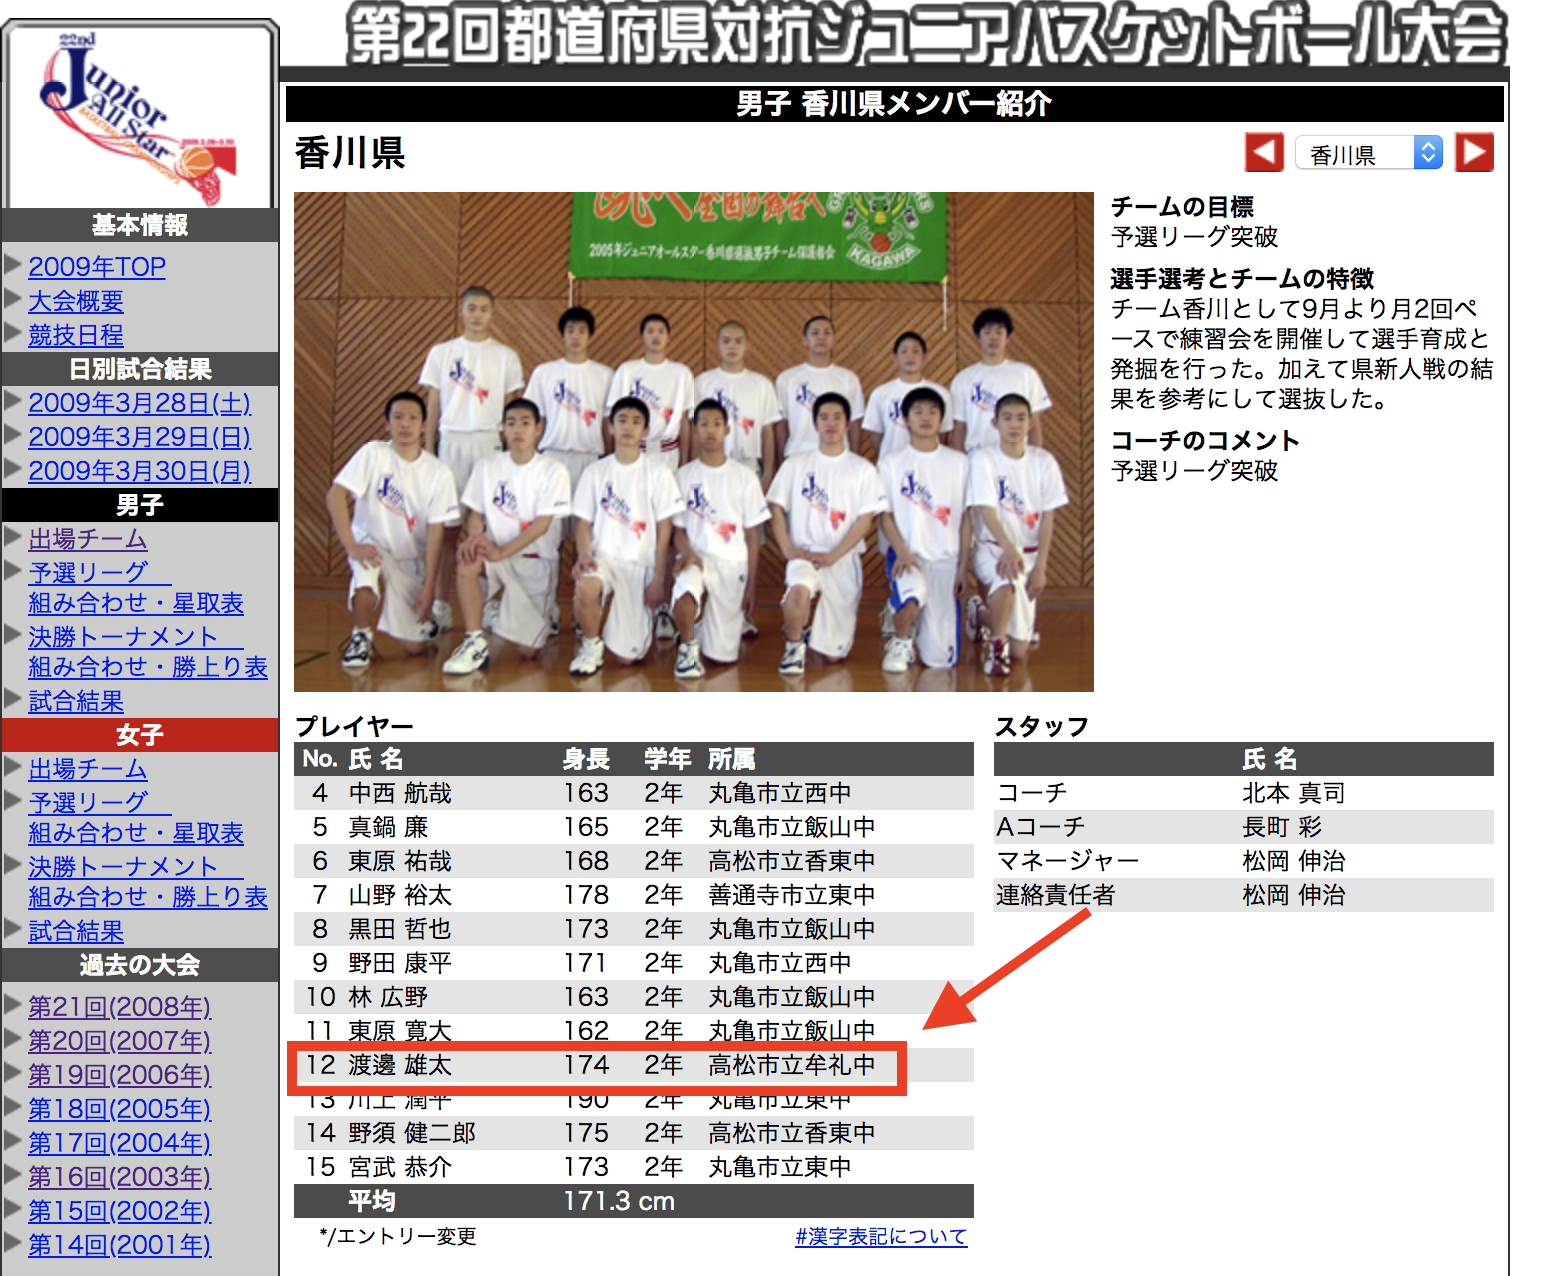 第22回都道府県対抗ジュニアバスケットボール大会
22nd
Junior
All Star
BASKETBALL CHAMPIONSHIPS
基本情報
2009年TOP
大会概要
競技日程
日別試合結果
2009年3月28日(土)
2009年3月29日(日)
2009年3月30日(月)
男子
出場チーム
予選リーグ
組み合わせ・星取表
決勝トーナメント
組み合わせ・勝上り表
試合結果
女子
出場チーム
予選リーグ
組み合わせ・星取表
決勝トーナメント
組み合わせ・勝上り表
試合結果
過去の大会
第21回(2008年)
第20回(2007年)
第19回(2006年)
第18回(2005年)
第17回(2004年)
第16回(2003年)
第15回(2002年)
第14回(2001年)
男子 香川県メンバー紹介
香川県
香川県
全国の舞台へ
2005年ジュニアオールスター香川県選抜男子チーム保護者会
KAGAWA
チームの目標
予選リーグ突破
選手選考とチームの特徴
チーム香川として9月より月2回ペ
ースで練習会を開催して選手育成と
発掘を行った。加えて県新人戦の結
果を参考にして選抜した。
コーチのコメント
予選リーグ突破
プレイヤー
No. 氏 名 身長 学年 所属
4 中西 航哉 163 2年 丸亀市立西中
5 真鍋 廉 165 2年 丸亀市立飯山中
6 東原 祐哉 168 2年 高松市立香東中
7 山野 裕太 178 2年 善通寺市立東中
8 黒田 哲也 173 2年 丸亀市立飯山中
9 野田 康平 171 2年 丸亀市立西中
10 林 広野 163 2年 丸亀市立飯山中
11 東原 寛大 162 2年 丸亀市立飯山中
12 渡邊 雄太 174 2年 高松市立牟礼中
13 川上 潤平 190 2年 丸亀市立東中
14 野須 健二郎 175 2年 高松市立香東中
15 宮武 恭介 173 2年 丸亀市立東中
平均 171.3 cm
*/エントリー変更
#漢字表記について
スタッフ
氏 名
コーチ 北本 真司
Aコーチ 長町 彩
マネージャー 松岡 伸治
連絡責任者 松岡 伸治